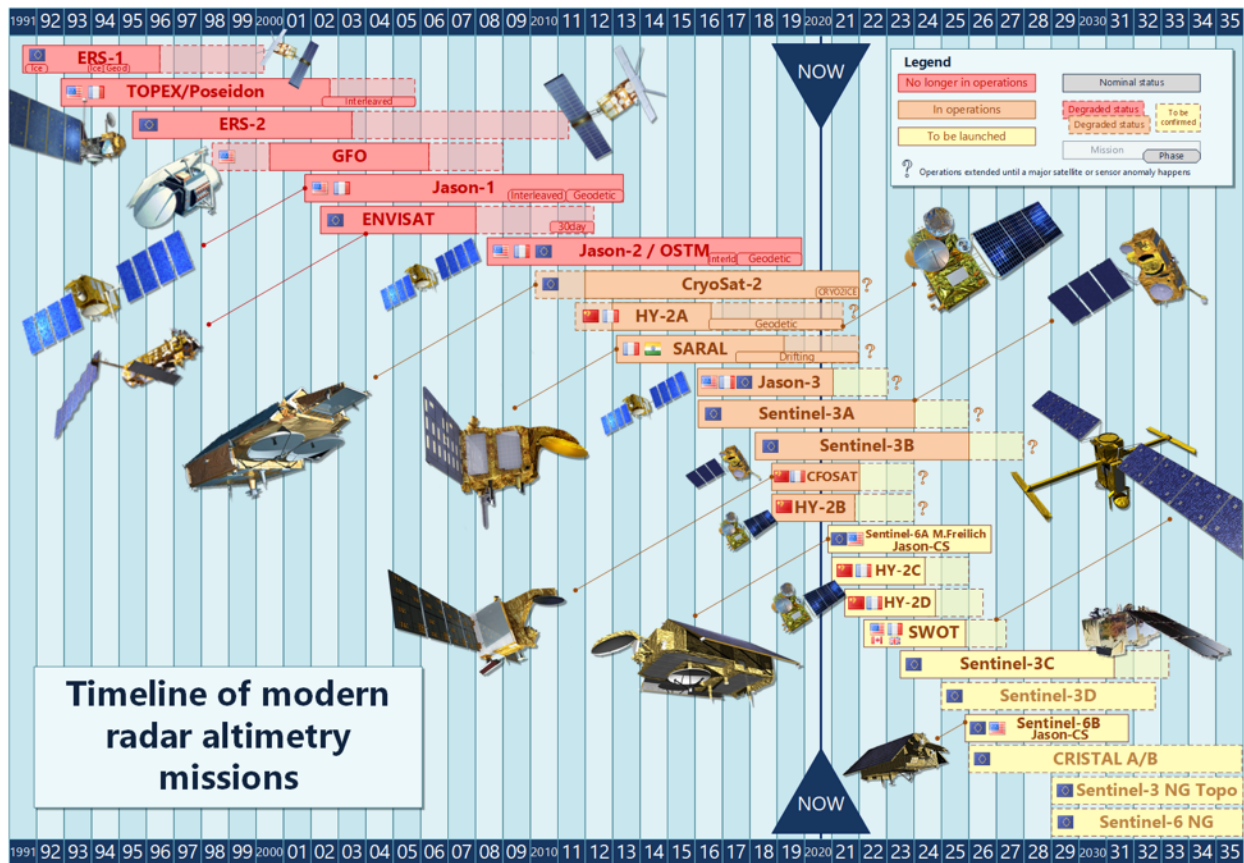 1991 92 93 94 95 96 97 98 99 2000 01 02 03 04 05 06 07 08 09 2010 11 12 13 14 15 16 17 18 19 2020 21 22 23 24 25 26 27 28 29 2030 31 32 33 34 35
ERS-1
Ice
Ice Geod
TOPEX/Poseidon
Interleaved
ERS-2
GFO
Jason-1
Interleaved Geodetic
ENVISAT
30day
Jason-2 / OSTM
Interld Geodetic
CryoSat-2 ?
CRYO2ICE
HY-2A ?
Geodetic
SARAL ?
Drifting
Jason-3 ?
Sentinel-3A ?
Sentinel-3B ?
CFOSAT ?
HY-2B ?
Sentinel-6A M.Freilich
Jason-CS
HY-2C
HY-2D
SWOT
Sentinel-3C
Sentinel-3D
Sentinel-6B
Jason-CS
CRISTAL A/B
Sentinel-3 NG Topo
Sentinel-6 NG
NOW
Legend
No longer in operations
In operations
To be launched
Nominal status
Degraded status
Degraded status
To be
confirmed
Mission
Phase
? Operations extended until a major satellite or sensor anomaly happens
Timeline of modern
radar altimetry
missions
NOW
1991 92 93 94 95 96 97 98 99 2000 01 02 03 04 05 06 07 08 09 2010 11 12 13 14 15 16 17 18 19 2020 21 22 23 24 25 26 27 28 29 2030 31 32 33 34 35